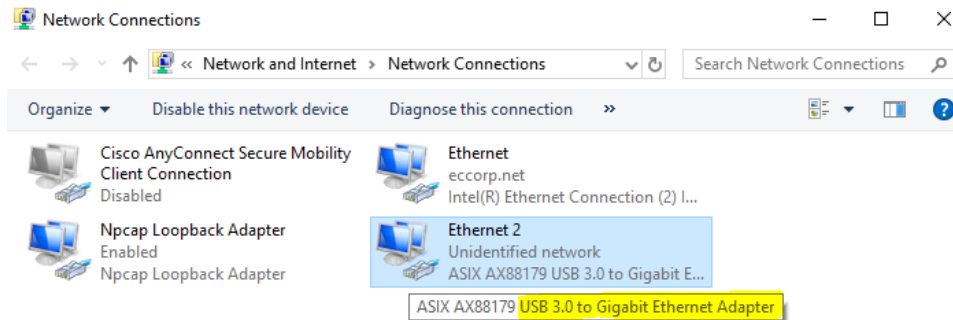 Network Connections
« Network and Internet › Network Connections
Search Network Connections
Organize
Disable this network device
Diagnose this connection
»
?
Cisco AnyConnect Secure Mobility
Client Connection
Disabled
Ethernet
eccorp.net
Intel(R) Ethernet Connection (2) I...
Npcap Loopback Adapter
Enabled
Npcap Loopback Adapter
Ethernet 2
Unidentified network
ASIX AX88179 USB 3.0 to Gigabit E...
ASIX AX88179 USB 3.0 to Gigabit Ethernet Adapter